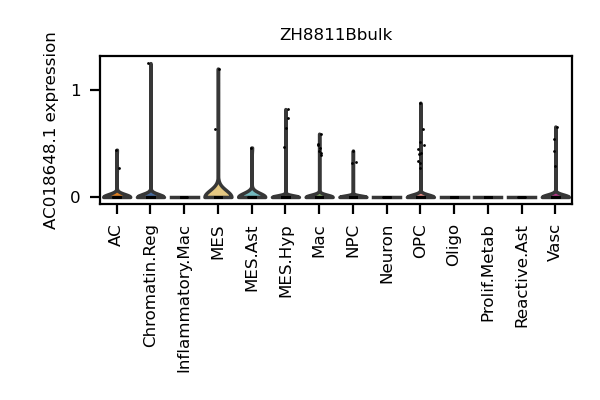 ZH8811Bbulk
AC018648.1 expression
1
0
AC
Chromatin.Reg
Inflammatory.Mac
MES
MES.Ast
MES.Hyp
Mac
NPC
Neuron
OPC
Oligo
Prolif.Metab
Reactive.Ast
Vasc